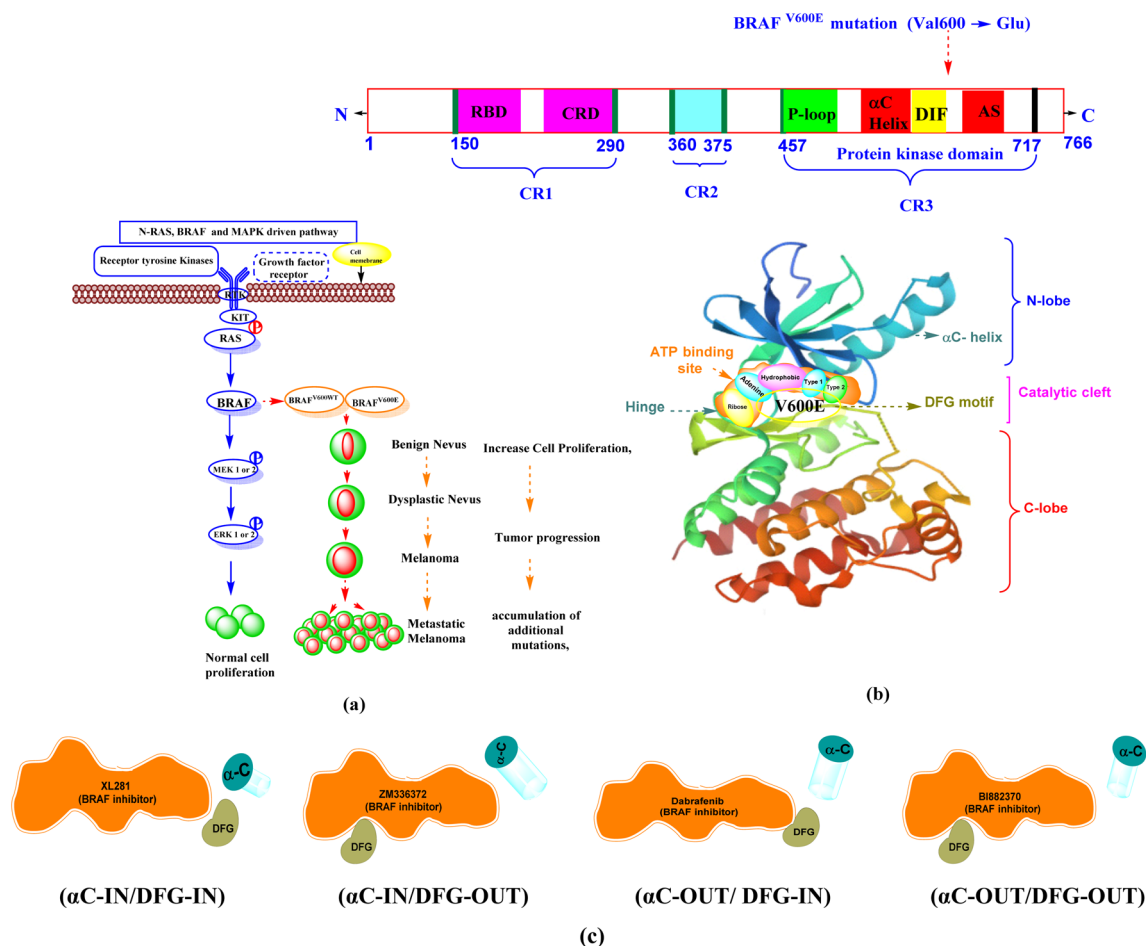 BRAF V600E mutation (Val600 → Glu)
N
RBD
CRD
P-loop
αC
Helix
DIF
AS
C
1
150
290
360
375
457
Protein kinase domain
717
766
CR1
CR2
CR3
N-RAS, BRAF and MAPK driven pathway
Receptor tyrosine Kinases
Growth factor
receptor
Cell
memebrane
RTK
KIT
P
RAS
BRAF
BRAFV600WT
BRAFV600E
P
MEK 1 or 2
P
ERK 1 or 2
Normal cell
proliferation
Benign Nevus
Dysplastic Nevus
Melanoma
Metastatic
Melanoma
Increase Cell Proliferation,
Tumor progression
accumulation of
additional
mutations,
(a)
N-lobe
αC- helix
ATP binding
site
Adenine
Hydrophobic
Type 1
Type 2
Ribose
V600E
Hinge
DFG motif
Catalytic cleft
C-lobe
(b)
XL281
(BRAF inhibitor)
α-C
DFG
(αC-IN/DFG-IN)
ZM336372
(BRAF inhibitor)
α-C
DFG
(αC-IN/DFG-OUT)
Dabrafenib
(BRAF inhibitor)
α-C
DFG
(αC-OUT/ DFG-IN)
BI882370
(BRAF inhibitor)
α-C
DFG
(αC-OUT/DFG-OUT)
(c)